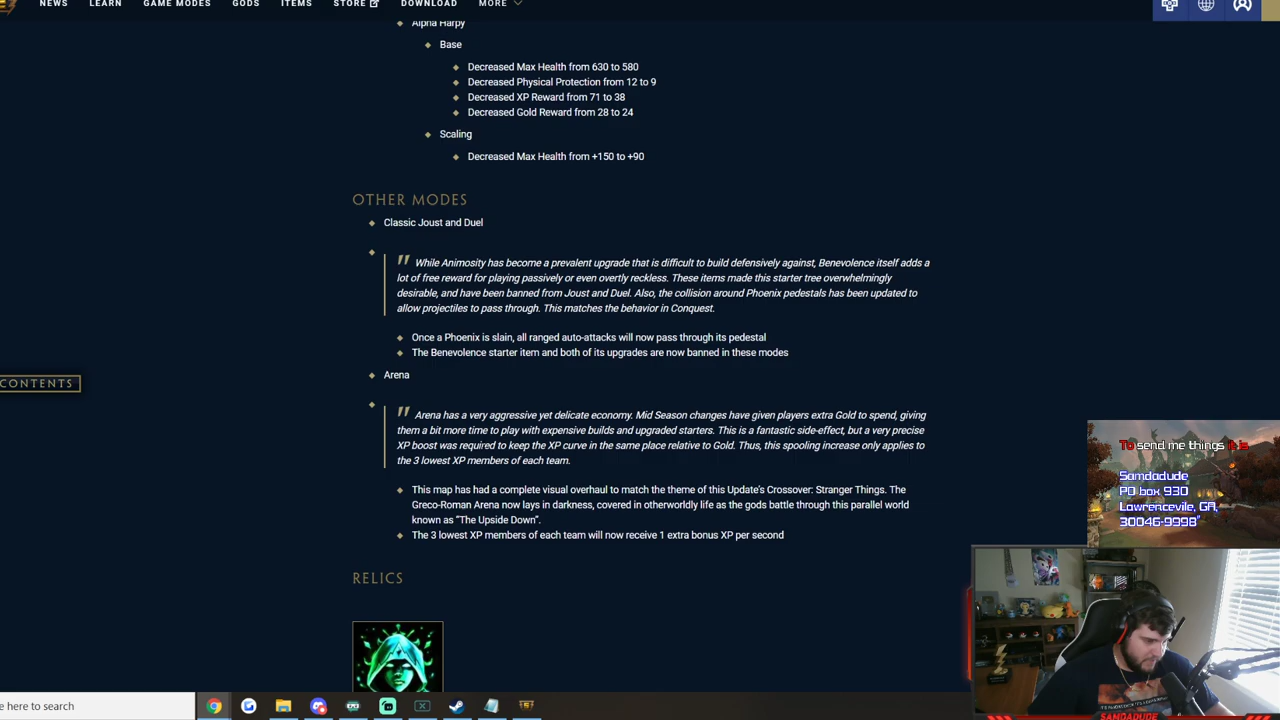 NEWS LEARN GAME MODES GODS ITEMS STORE DOWNLOAD MORE
Alpha Harpy
Base
Decreased Max Health from 630 to 580
Decreased Physical Protection from 12 to 9
Decreased XP Reward from 71 to 38
Decreased Gold Reward from 28 to 24
Scaling
Decreased Max Health from +150 to +90
OTHER MODES
Classic Joust and Duel
" While Animosity has become a prevalent upgrade that is difficult to build defensively against, Benevolence itself adds a
lot of free reward for playing passively or even overtly reckless. These items made this starter tree overwhelmingly
desirable, and have been banned from Joust and Duel. Also, the collision around Phoenix pedestals has been updated to
allow projectiles to pass through. This matches the behavior in Conquest.
Once a Phoenix is slain, all ranged auto-attacks will now pass through its pedestal
The Benevolence starter item and both of its upgrades are now banned in these modes
CONTENTS
Arena
" Arena has a very aggressive yet delicate economy. Mid Season changes have given players extra Gold to spend, giving
them a bit more time to play with expensive builds and upgraded starters. This is a fantastic side-effect, but a very precise
XP boost was required to keep the XP curve in the same place relative to Gold. Thus, this spooling increase only applies to
the 3 lowest XP members of each team.
This map has had a complete visual overhaul to match the theme of this Update's Crossover: Stranger Things. The
Greco-Roman Arena now lays in darkness, covered in otherworldly life as the gods battle through this parallel world
known as "The Upside Down".
The 3 lowest XP members of each team will now receive 1 extra bonus XP per second
RELICS
To send me things it is
Samdadude
PO box 930
Lawrencevile, GA,
30046-9998"
SAMDADUDE
e here to search